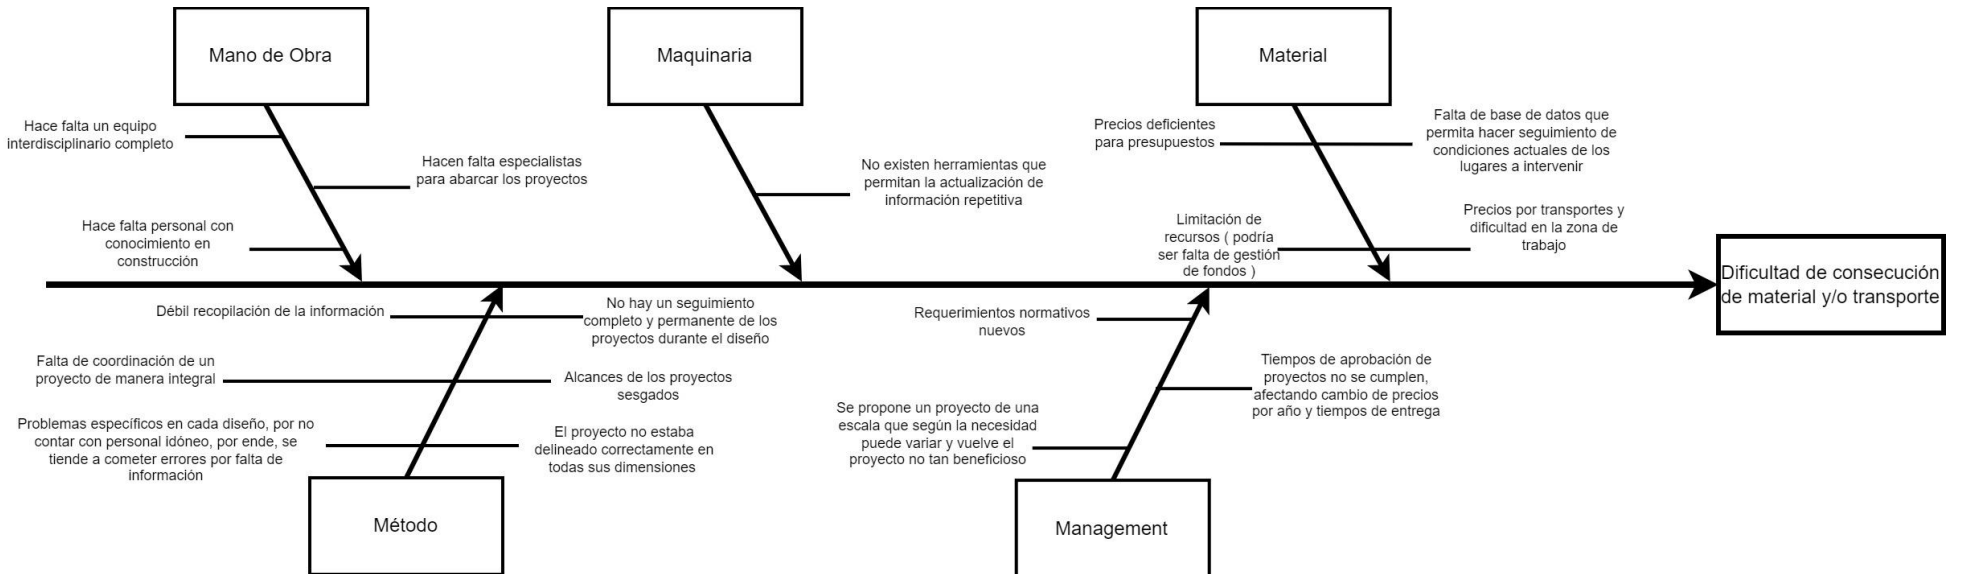 Mano de Obra
Maquinaria
Material
Hace falta un equipo
interdisciplinario completo
Hacen falta especialistas
para abarcar los proyectos
Hace falta personal con
conocimiento en
construcción
No existen herramientas que
permitan la actualización de
información repetitiva
Precios deficientes
para presupuestos
Falta de base de datos que
permita hacer seguimiento de
condiciones actuales de los
lugares a intervenir
Limitación de
recursos ( podría
ser falta de gestión
de fondos )
Precios por transportes y
dificultad en la zona de
trabajo
Dificultad de consecución
de material y/o transporte
Débil recopilación de la información
No hay un seguimiento
completo y permanente de los
proyectos durante el diseño
Falta de coordinación de un
proyecto de manera integral
Alcances de los proyectos
sesgados
Problemas específicos en cada diseño, por no
contar con personal idóneo, por ende, se
tiende a cometer errores por falta de
información
El proyecto no estaba
delineado correctamente en
todas sus dimensiones
Requerimientos normativos
nuevos
Tiempos de aprobación de
proyectos no se cumplen,
afectando cambio de precios
por año y tiempos de entrega
Se propone un proyecto de una
escala que según la necesidad
puede variar y vuelve el
proyecto no tan beneficioso
Método
Management